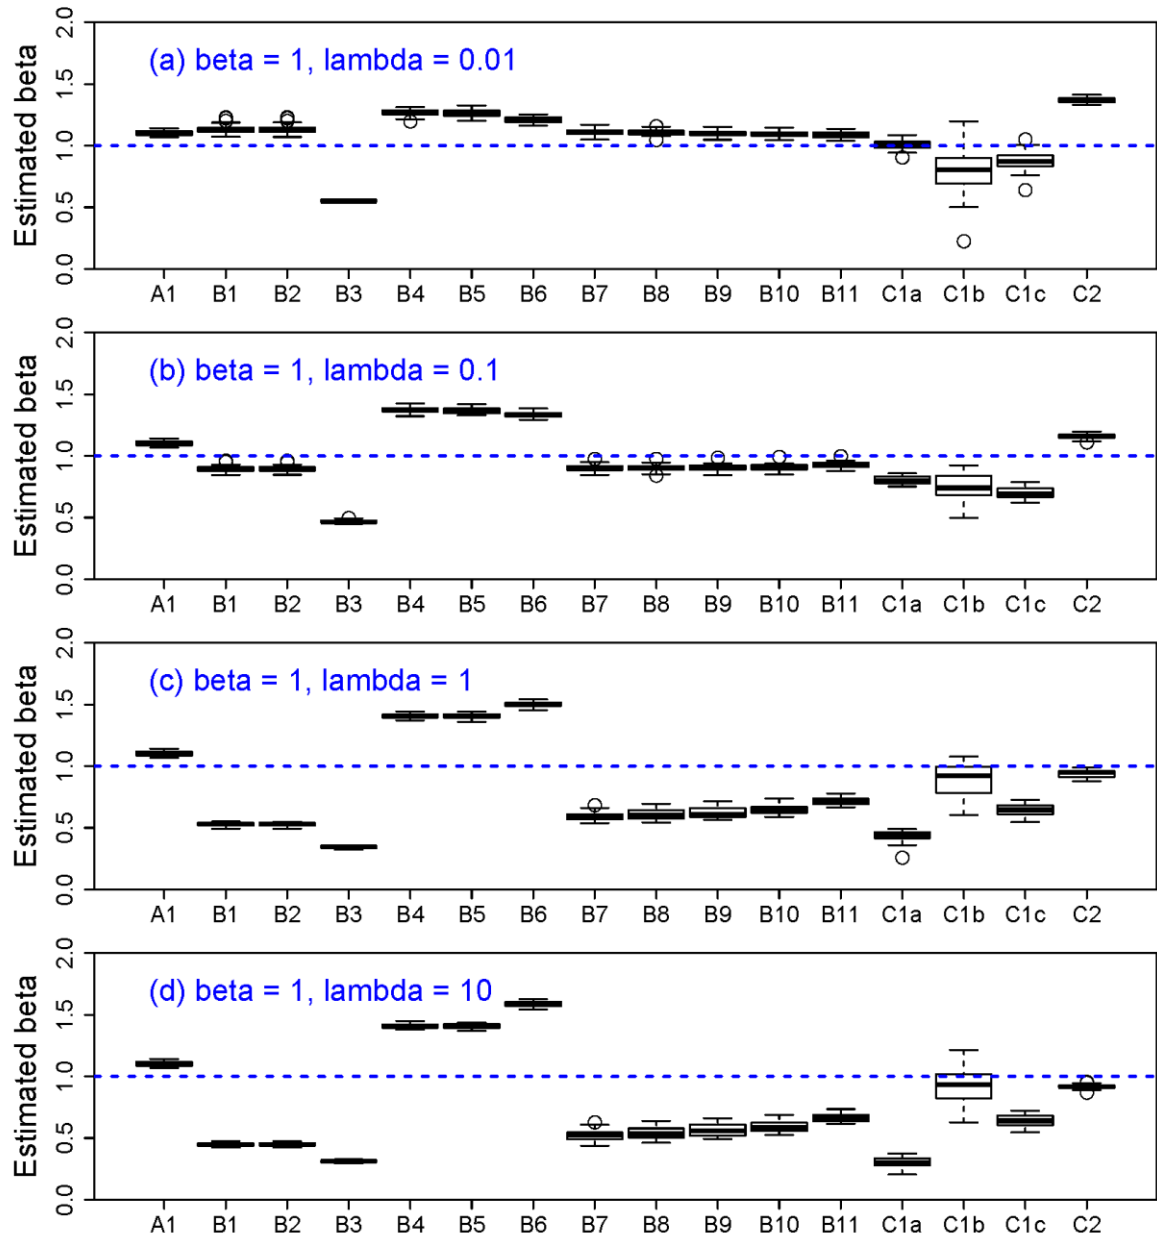 (a) beta = 1, lambda = 0.01
Estimated beta
0.0 0.5 1.0 1.5 2.0
A1 B1 B2 B3 B4 B5 B6 B7 B8 B9 B10 B11 C1a C1b C1c C2
(b) beta = 1, lambda = 0.1
Estimated beta
0.0 0.5 1.0 1.5 2.0
A1 B1 B2 B3 B4 B5 B6 B7 B8 B9 B10 B11 C1a C1b C1c C2
(c) beta = 1, lambda = 1
Estimated beta
0.0 0.5 1.0 1.5 2.0
A1 B1 B2 B3 B4 B5 B6 B7 B8 B9 B10 B11 C1a C1b C1c C2
(d) beta = 1, lambda = 10
Estimated beta
0.0 0.5 1.0 1.5 2.0
A1 B1 B2 B3 B4 B5 B6 B7 B8 B9 B10 B11 C1a C1b C1c C2